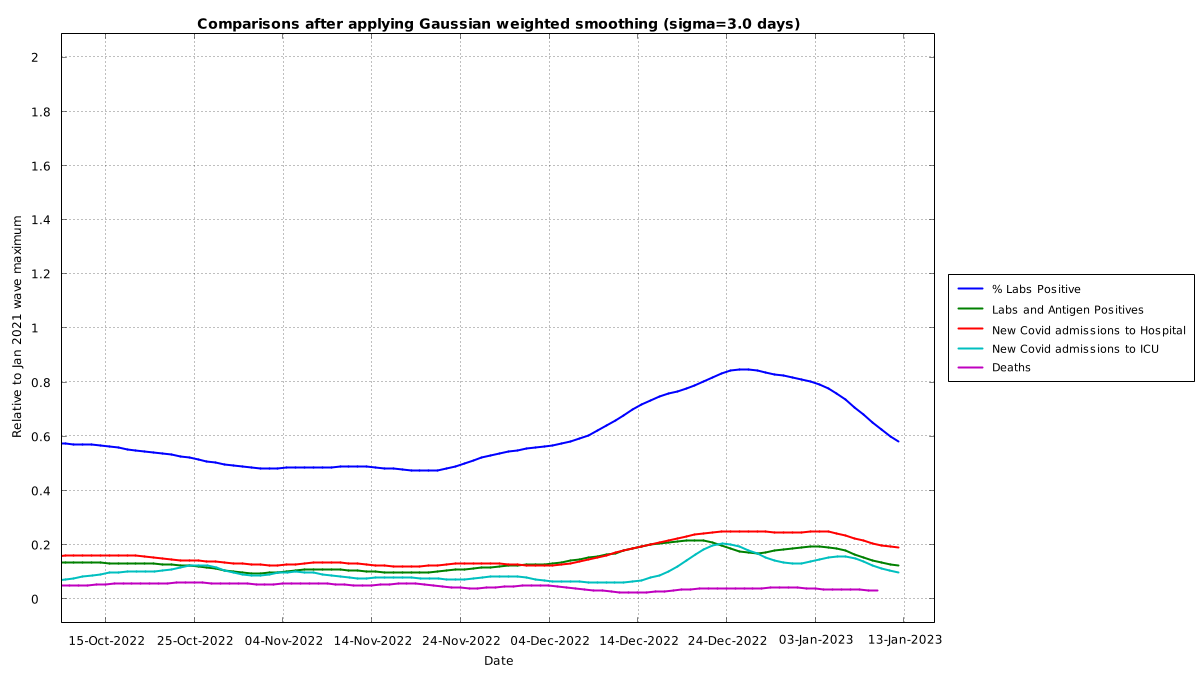 Comparisons after applying Gaussian weighted smoothing (sigma=3.0 days)
Relative to Jan 2021 wave maximum
2
1.8
1.6
1.4
1.2
1
0.8
0.6
0.4
0.2
0
15-Oct-2022 25-Oct-2022 04-Nov-2022 14-Nov-2022 24-Nov-2022 04-Dec-2022 14-Dec-2022 24-Dec-2022 03-Jan-2023 13-Jan-2023
Date
% Labs Positive
Labs and Antigen Positives
New Covid admissions to Hospital
New Covid admissions to ICU
Deaths